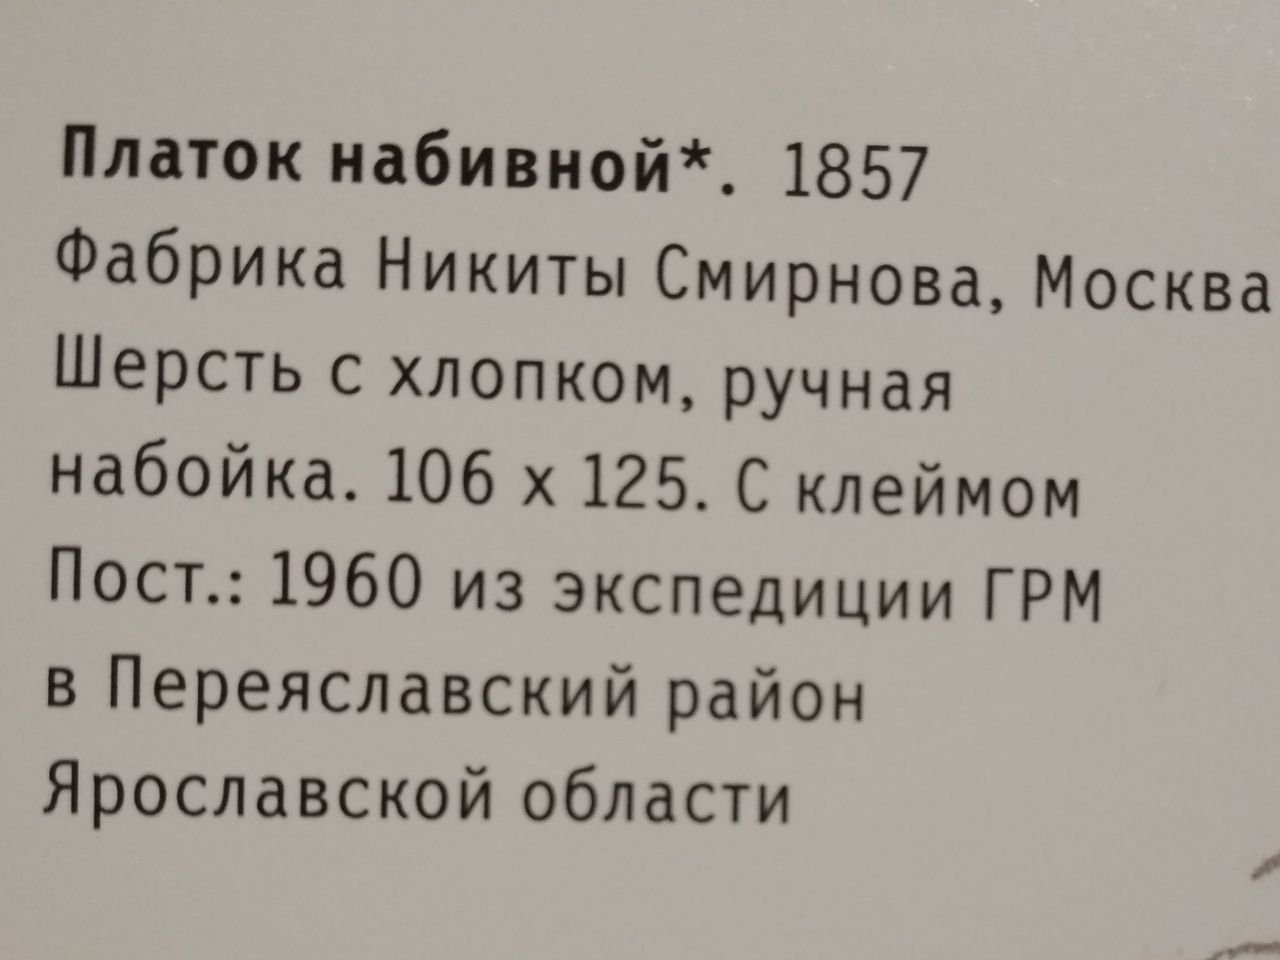 Платок набивной*. 1857
Фабрика Никиты Смирнова, Москва
Шерсть с хлопком, ручная
набойка. 106 х 125. С клеймом
Пост.: 1960 из экспедиции ГРМ
в Переяславский район
Ярославской области